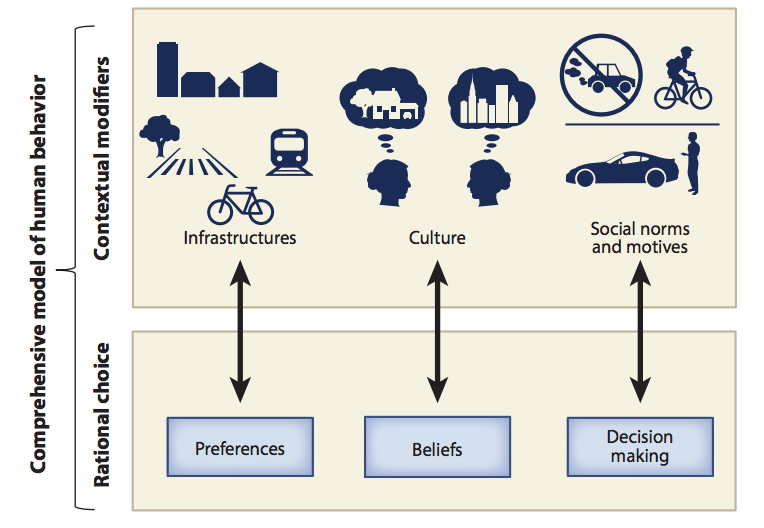 Comprehensive model of human behavior
Contextual modifiers
Infrastructures
Culture
Social norms
and motives
Rational choice
Preferences
Beliefs
Decision
making